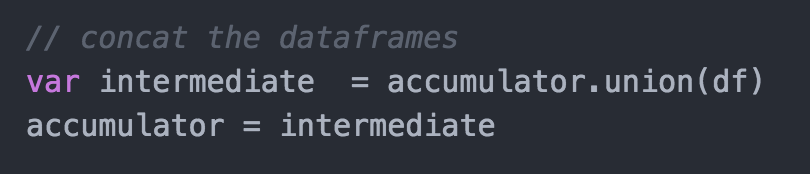 // concat the dataframes
var intermediate  = accumulator.union(df)
accumulator = intermediate